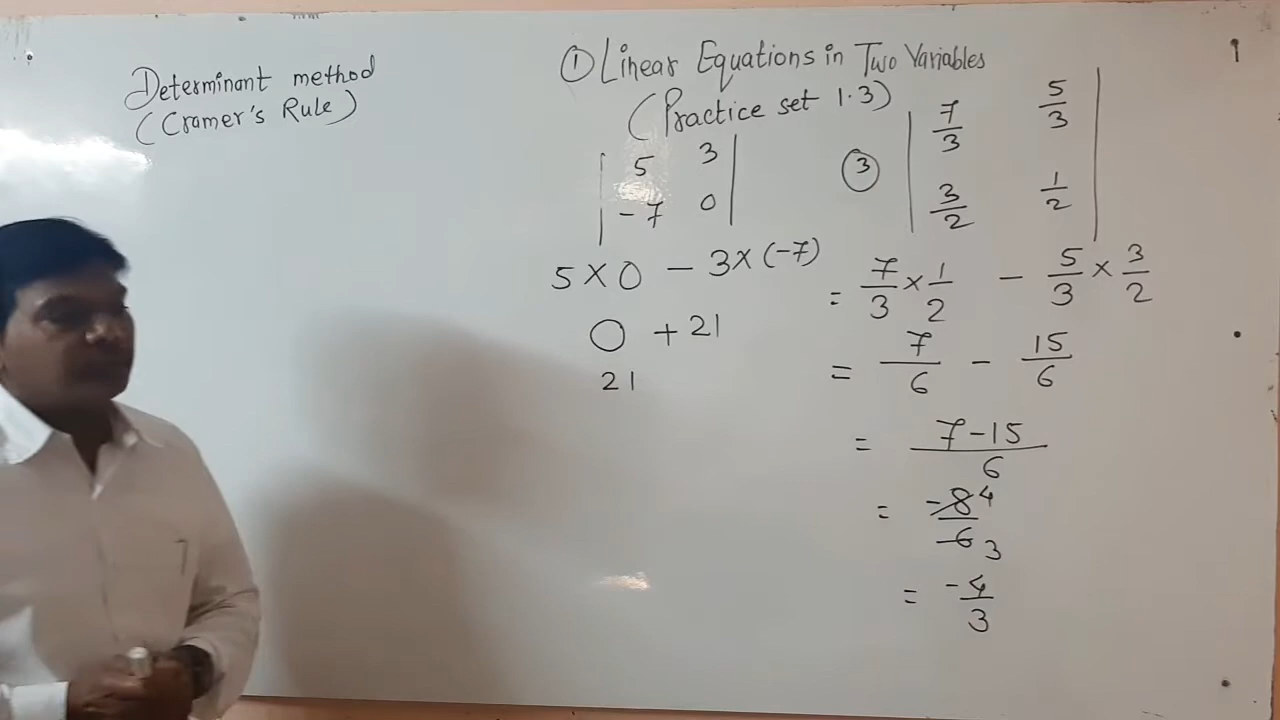 Determinant method
(Cramer's Rule)
① Linear Equations in Two Variables
(Practice set 1.3)
| 5 3 |
| -7 0 |
5 × 0 - 3 × (-7)
0 + 21
21
③ | 7/3 5/3 |
| 3/2 1/2 |
= 7/3 × 1/2 - 5/3 × 3/2
= 7/6 - 15/6
= 7-15/6
= -8/6 4 3
= -4/3